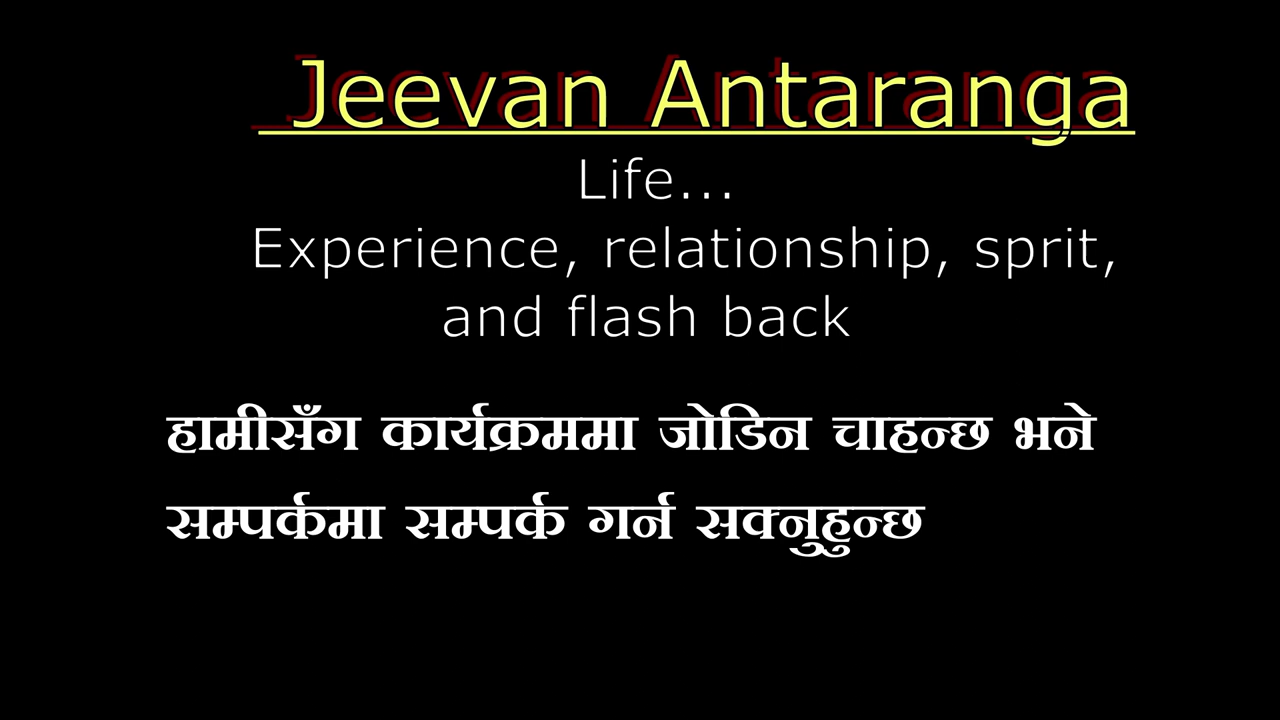 Jeevan Antaranga
Life...
Experience, relationship, sprit,
and flash back
हामीसँग कार्यक्रममा जोडिन चाहन्छ भने
सम्पर्कमा सम्पर्क गर्न सक्नुहुन्छ